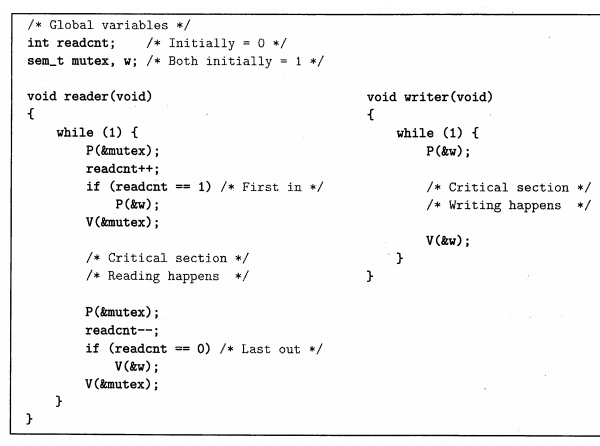 /* Global variables */
int readcnt;    /* Initially = 0 */
sem_t mutex, w; /* Both initially = 1 */
void reader(void)
{
    while (1) {
        P(&mutex);
        readcnt++;
        if (readcnt == 1) /* First in */
            P(&w);
        V(&mutex);
        /* Critical section */
        /* Reading happens  */
        P(&mutex);
        readcnt--;
        if (readcnt == 0) /* Last out */
            V(&w);
        V(&mutex);
    }
}
void writer(void)
{
    while (1) {
        P(&w);
        /* Critical section */
        /* Writing happens  */
        V(&w);
    }
}